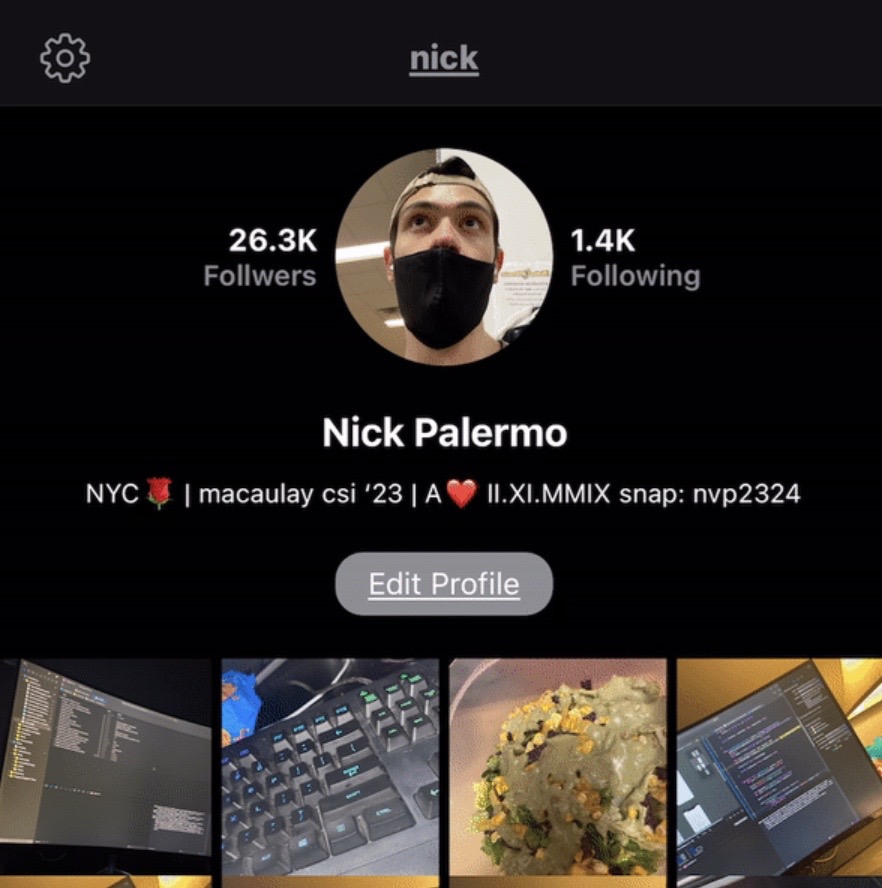 nick
26.3K
Follwers
1.4K
Following
Nick Palermo
NYC🌹 | macaulay csi ‘23 | A❤️ II.XI.MMIX snap: nvp2324
Edit Profile